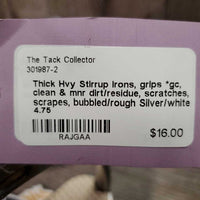 The Tack Collector
301987-2
Thick Hvy Stirrup Irons, grips *gc,
clean & mnr dirt/residue, scratches,
scrapes, bubbled/rough Silver/white
4.75
RAJGAA
$16.00